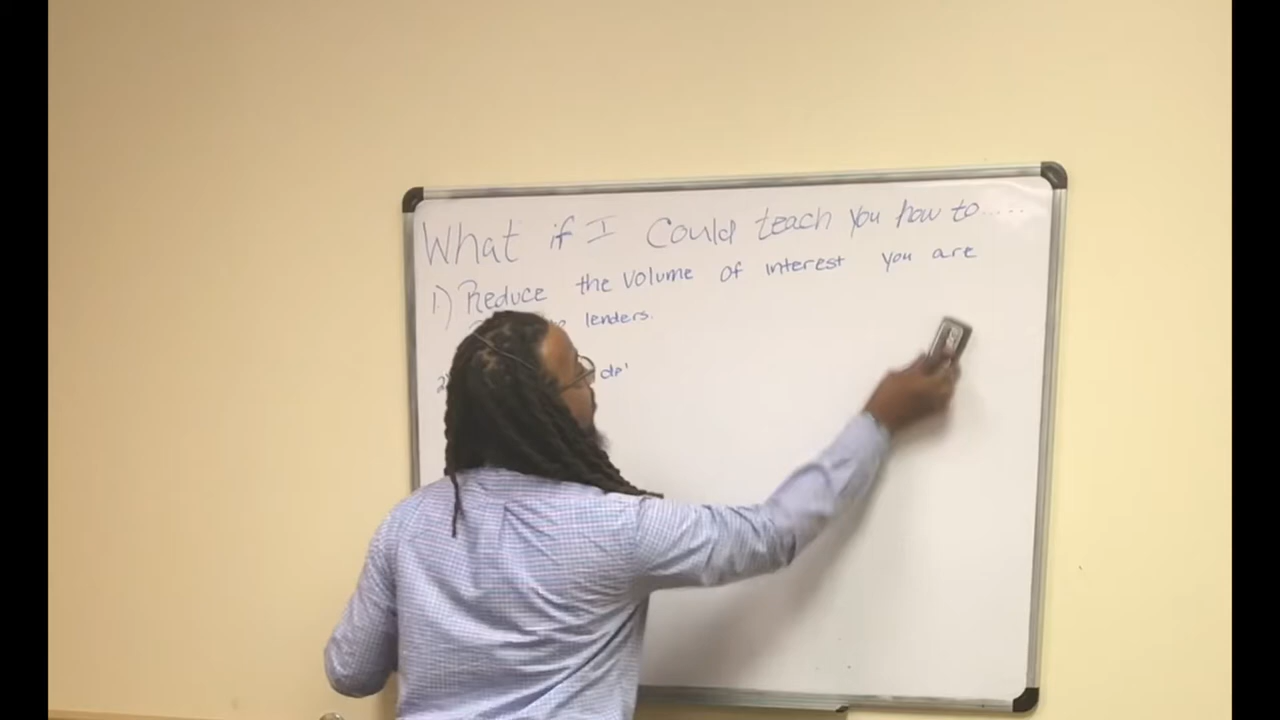 What if I Could teach you how to.....
1.) Reduce the volume of interest you are
lenders.